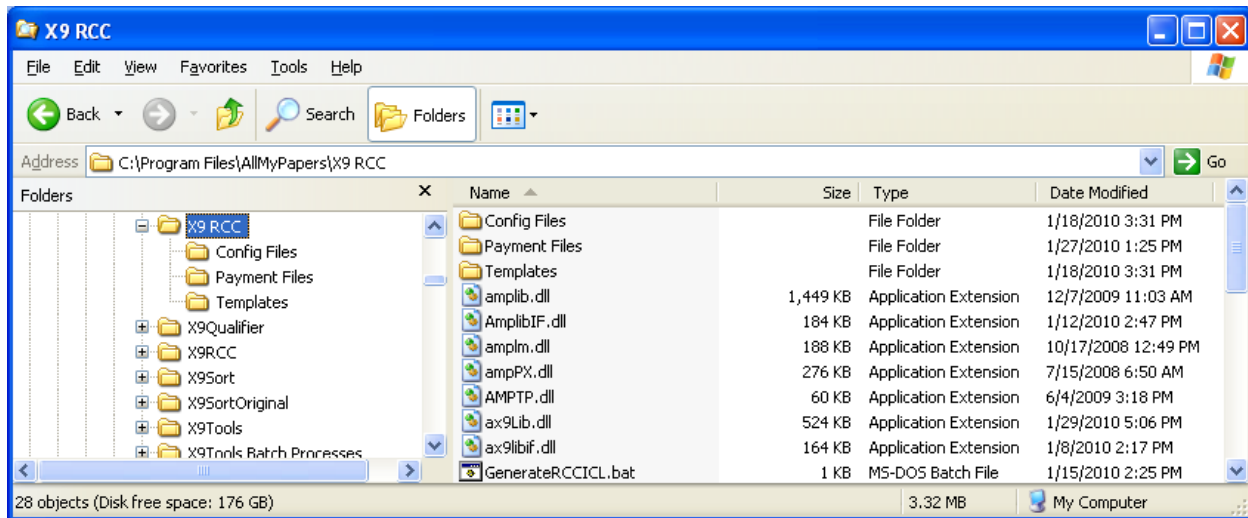 X9 RCC
File Edit View Favorites Tools Help
Back Search Folders
Address C:\Program Files\AllMyPapers\X9 RCC Go
Folders x Name Size Type Date Modified
X9 RCC Config Files File Folder 1/18/2010 3:31 PM
Config Files Payment Files File Folder 1/27/2010 1:25 PM
Payment Files Templates File Folder 1/18/2010 3:31 PM
Templates amplib.dll 1,449 KB Application Extension 12/7/2009 11:03 AM
X9Qualifier AmplibIF.dll 184 KB Application Extension 1/12/2010 2:47 PM
X9RCC amplm.dll 188 KB Application Extension 10/17/2008 12:49 PM
X9Sort ampPX.dll 276 KB Application Extension 7/15/2008 6:50 AM
X9SortOriginal AMPTP.dll 60 KB Application Extension 6/4/2009 3:18 PM
X9Tools ax9Lib.dll 524 KB Application Extension 1/29/2010 5:06 PM
X9Tools Batch Processes ax9libif.dll 164 KB Application Extension 1/8/2010 2:17 PM
GenerateRCCICL.bat 1 KB MS-DOS Batch File 1/15/2010 2:25 PM
28 objects (Disk free space: 176 GB) 3.32 MB My Computer